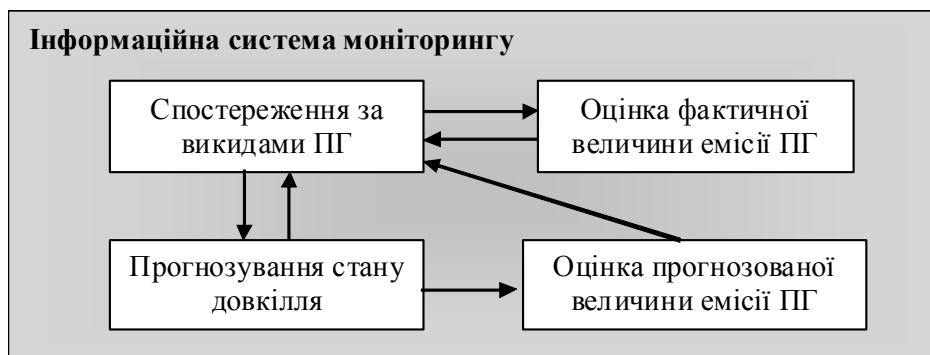 Інформаційна система моніторингу
Спостереження за
викидами ПГ
Оцінка фактичної
величини емісії ПГ
Прогнозування стану
довкілля
Оцінка прогнозованої
величини емісії ПГ